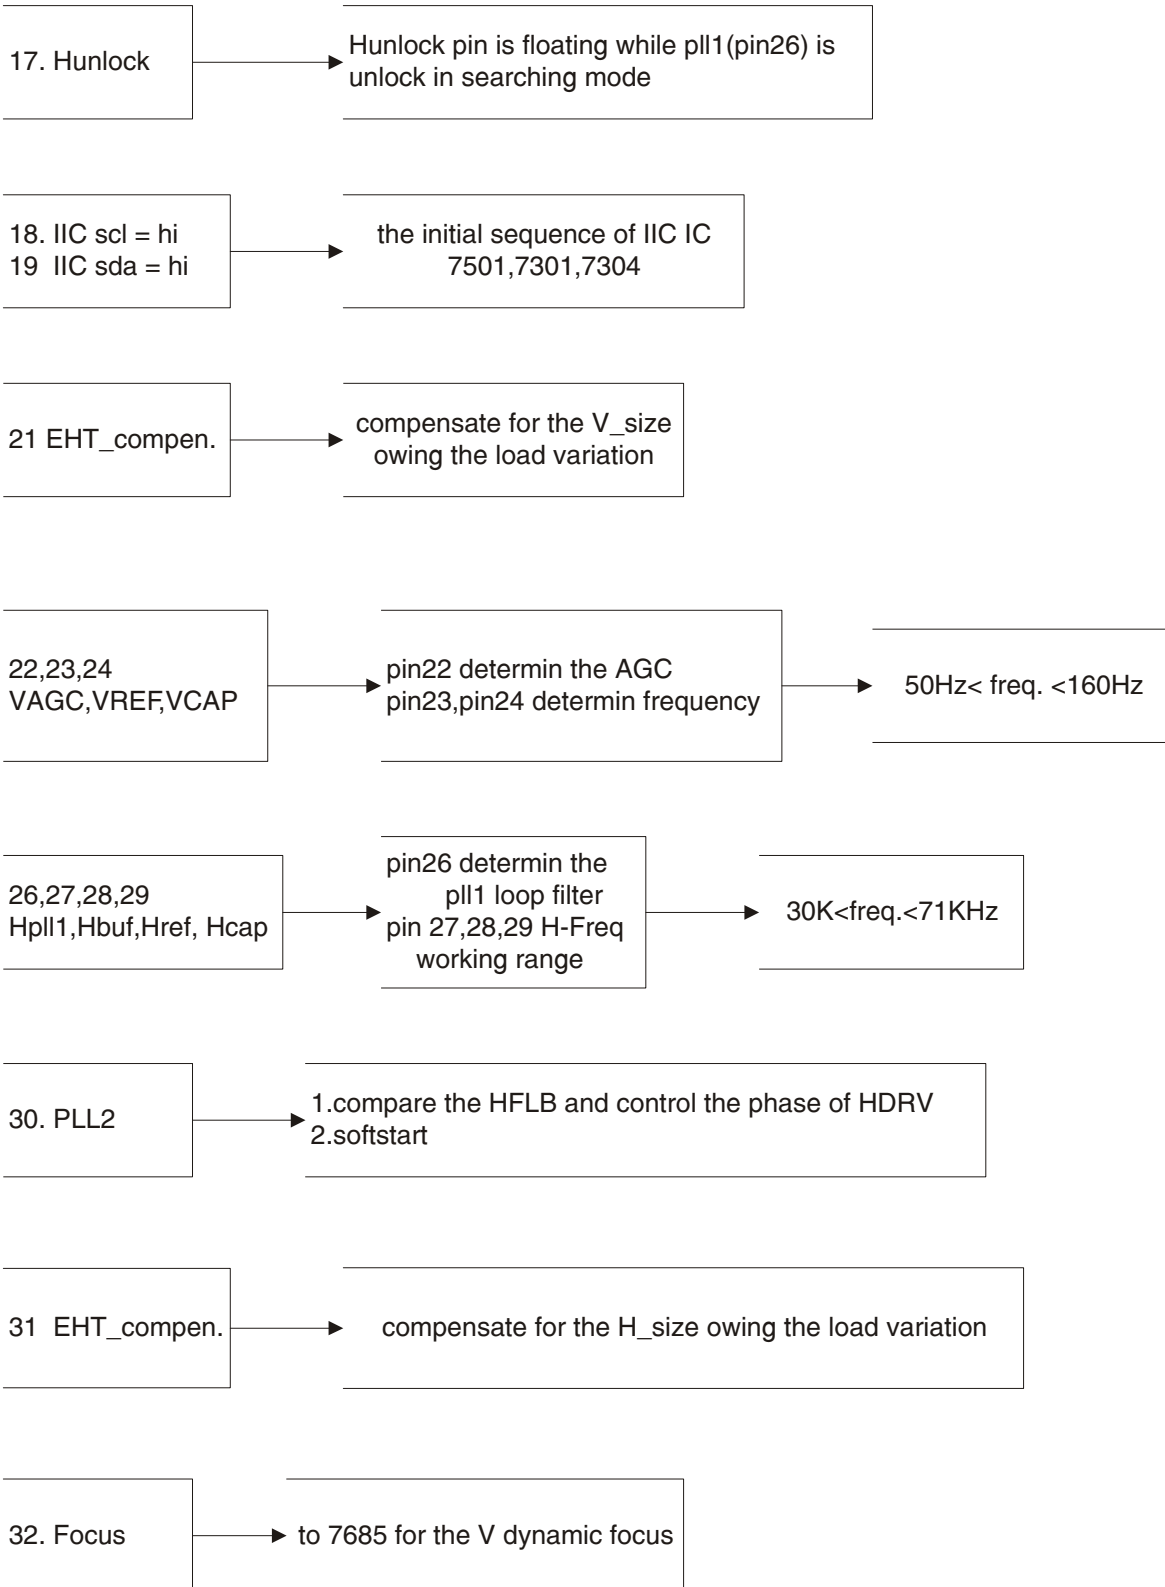 17. Hunlock
Hunlock pin is floating while pll1(pin26) is
unlock in searching mode
18. IIC scl = hi
19 IIC sda = hi
the initial sequence of IIC IC
7501,7301,7304
21 EHT_compen.
compensate for the V_size
owing the load variation
22,23,24
VAGC,VREF,VCAP
pin22 determin the AGC
pin23,pin24 determin frequency
50Hz< freq. <160Hz
26,27,28,29
Hpll1,Hbuf,Href, Hcap
pin26 determin the
pll1 loop filter
pin 27,28,29 H-Freq
working range
30K<freq.<71KHz
30. PLL2
1.compare the HFLB and control the phase of HDRV
2.softstart
31 EHT_compen.
compensate for the H_size owing the load variation
32. Focus
to 7685 for the V dynamic focus